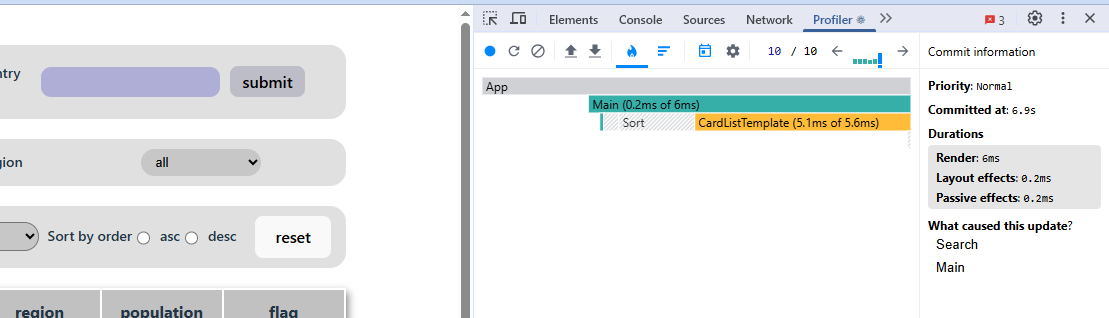 Elements Console Sources Network Profiler 3
10 / 10
Commit information
ntry
submit
App
Priority: Normal
Main (0.2ms of 6ms)
Committed at: 6.9s
Sort CardListTemplate (5.1ms of 5.6ms)
Durations
gion all
Render: 6ms
Layout effects: 0.2ms
Passive effects: 0.2ms
What caused this update?
Sort by order asc desc reset
Search
Main
region population flag